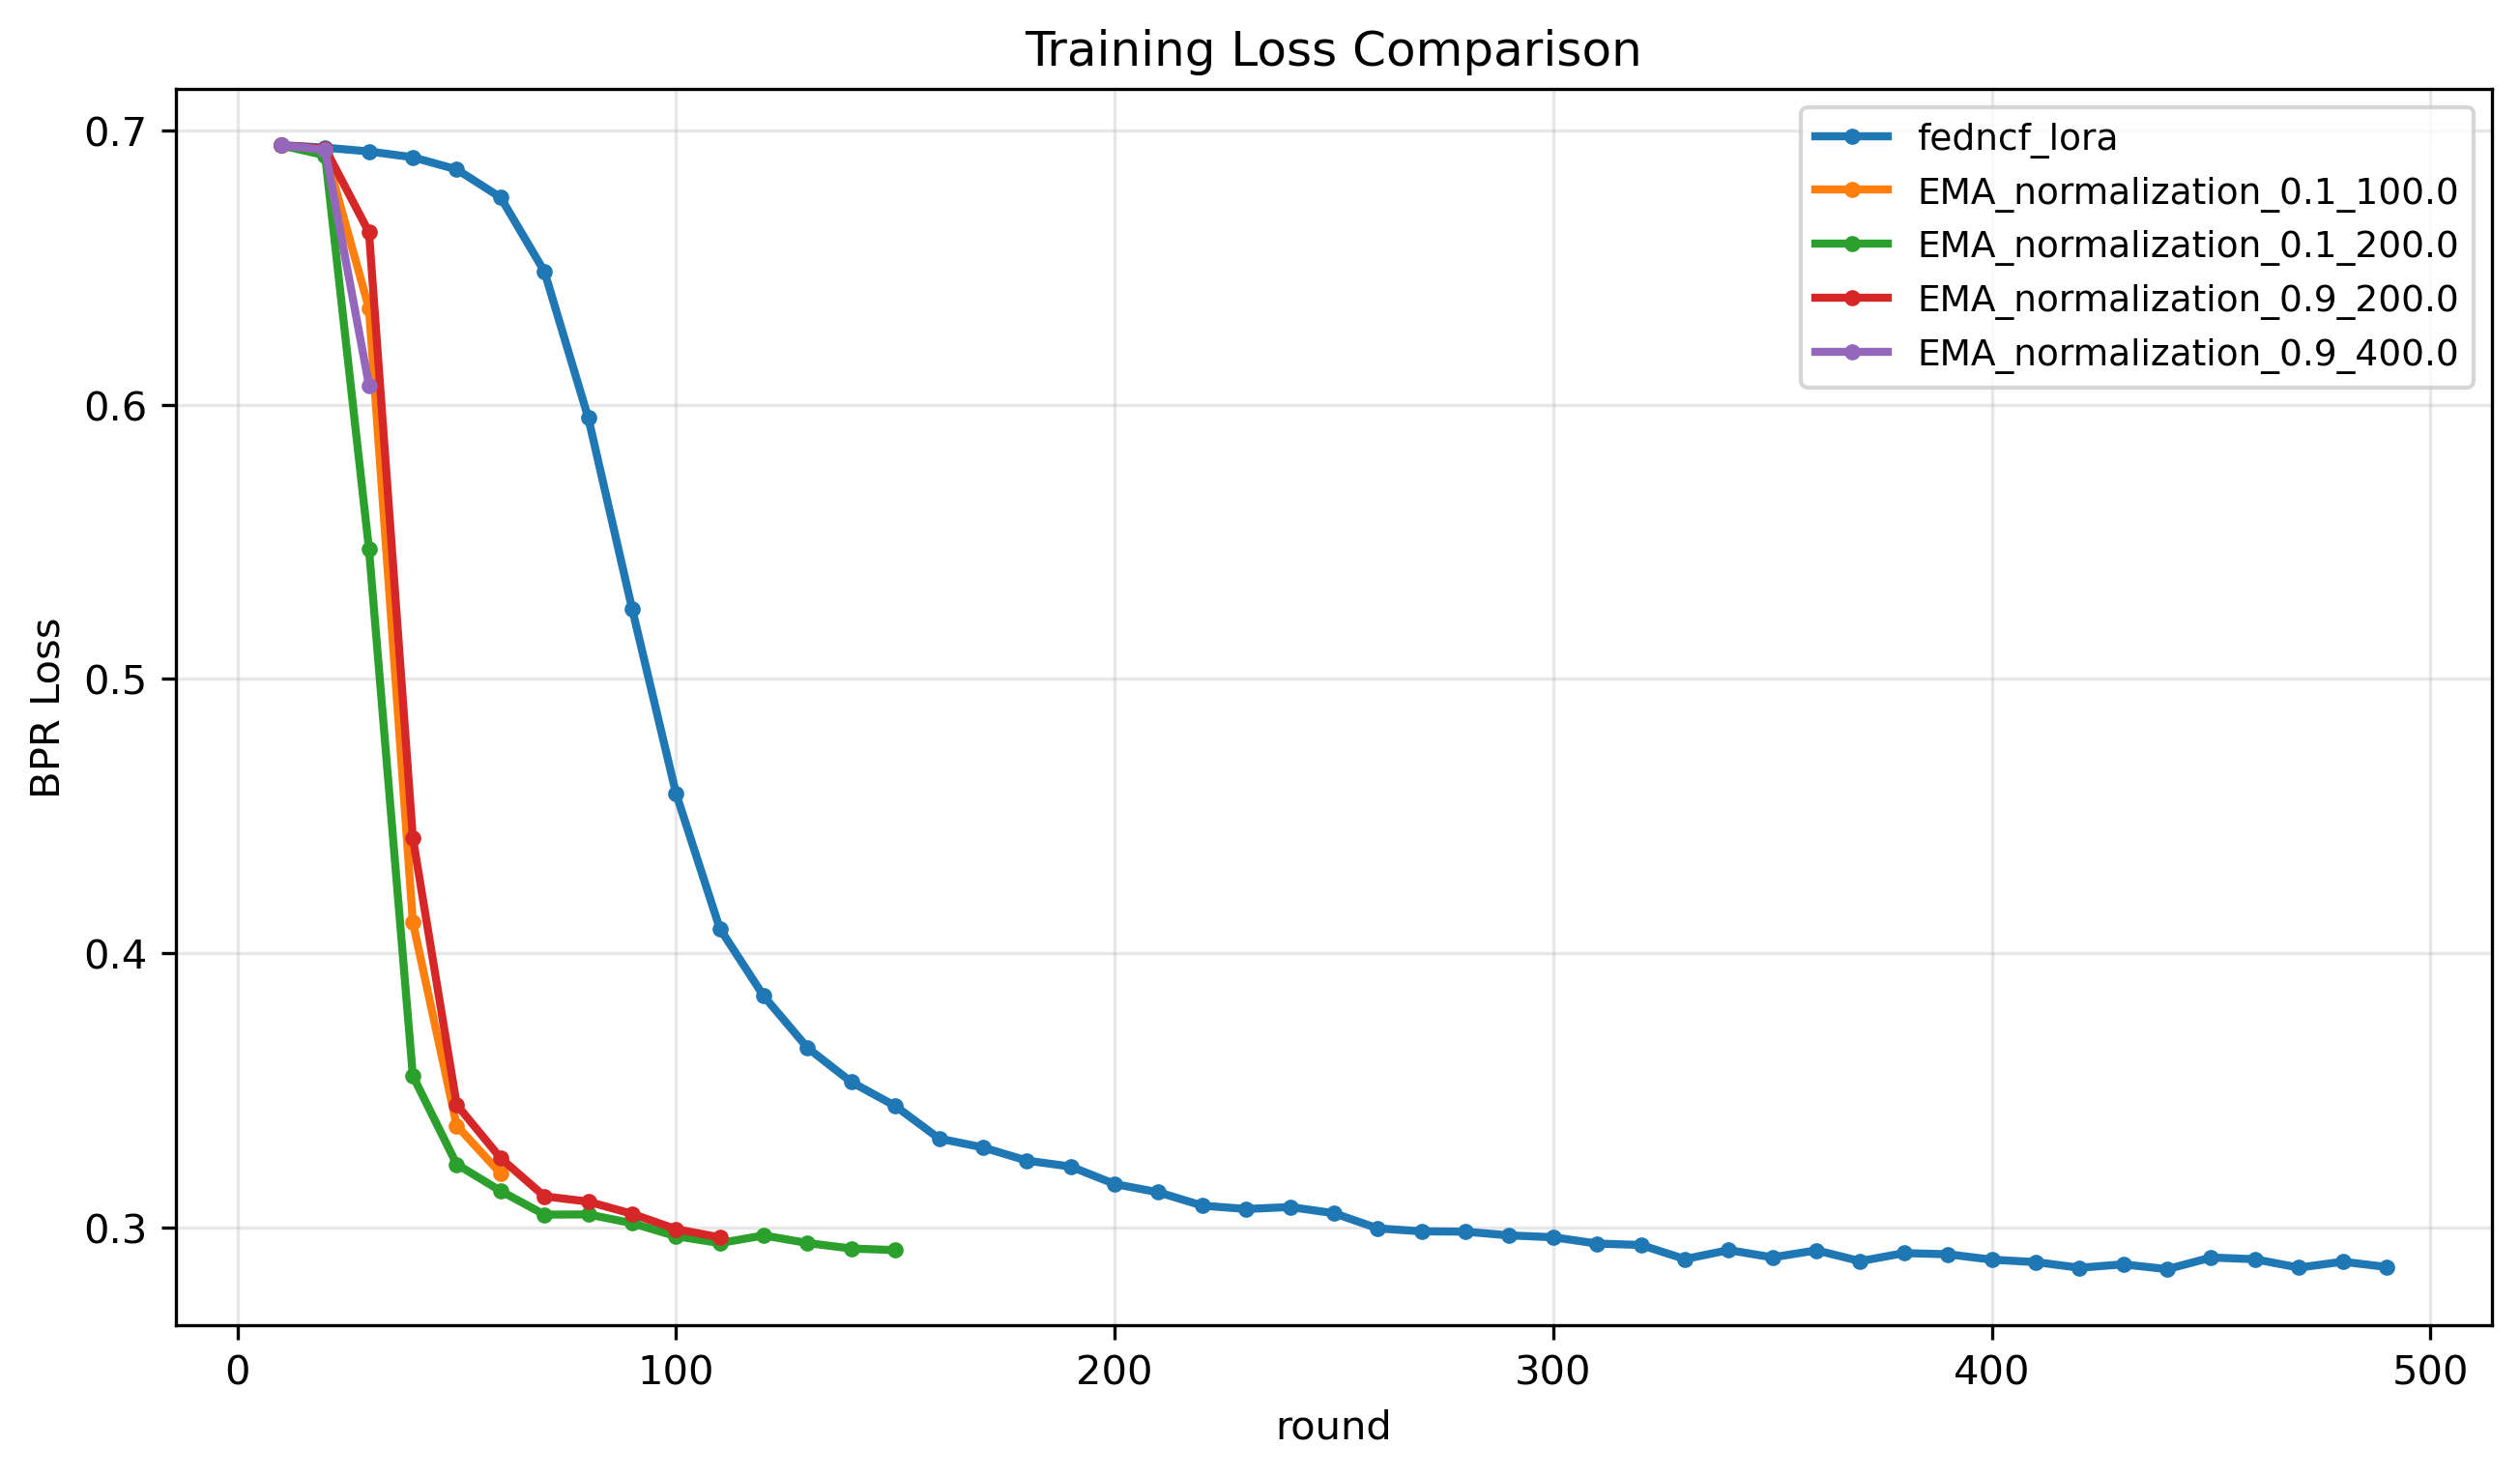 Training Loss Comparison
fedncf_lora
EMA_normalization_0.1_100.0
EMA_normalization_0.1_200.0
EMA_normalization_0.9_200.0
EMA_normalization_0.9_400.0
BPR Loss
0.7
0.6
0.5
0.4
0.3
0 100 200 300 400 500
round